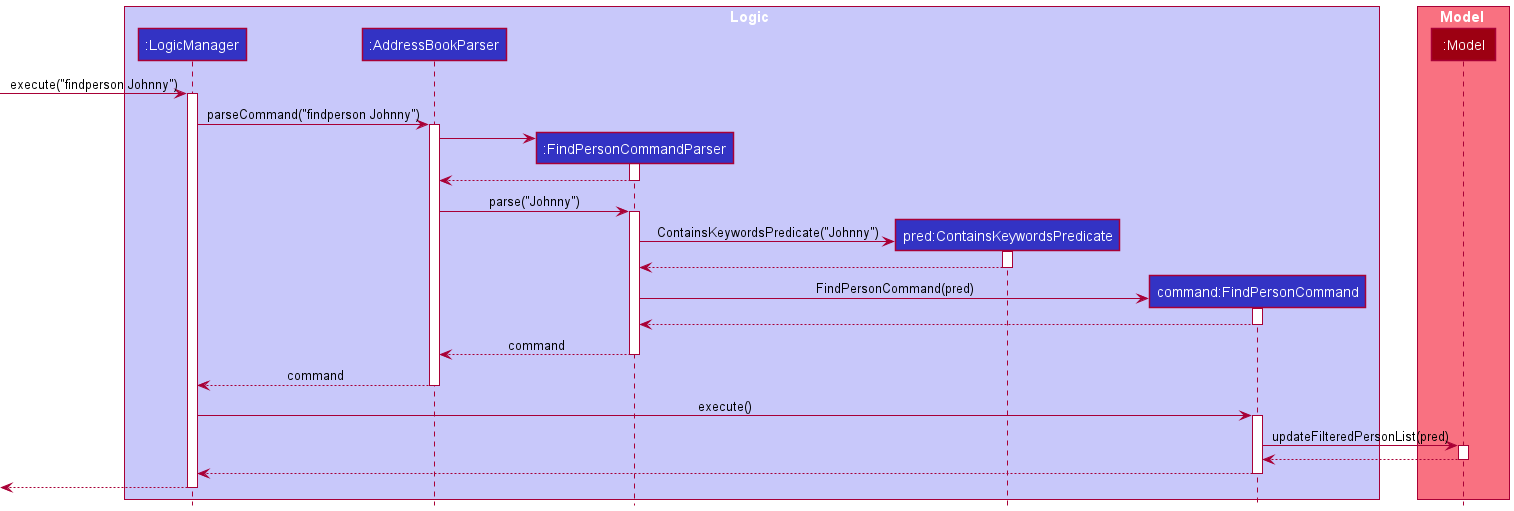 Logic
Model
:LogicManager
:AddressBookParser
:Model
execute("findperson Johnny")
parseCommand("findperson Johnny")
:FindPersonCommandParser
parse("Johnny")
ContainsKeywordsPredicate("Johnny")
pred:ContainsKeywordsPredicate
FindPersonCommand(pred)
command:FindPersonCommand
command
command
execute()
updateFilteredPersonList(pred)